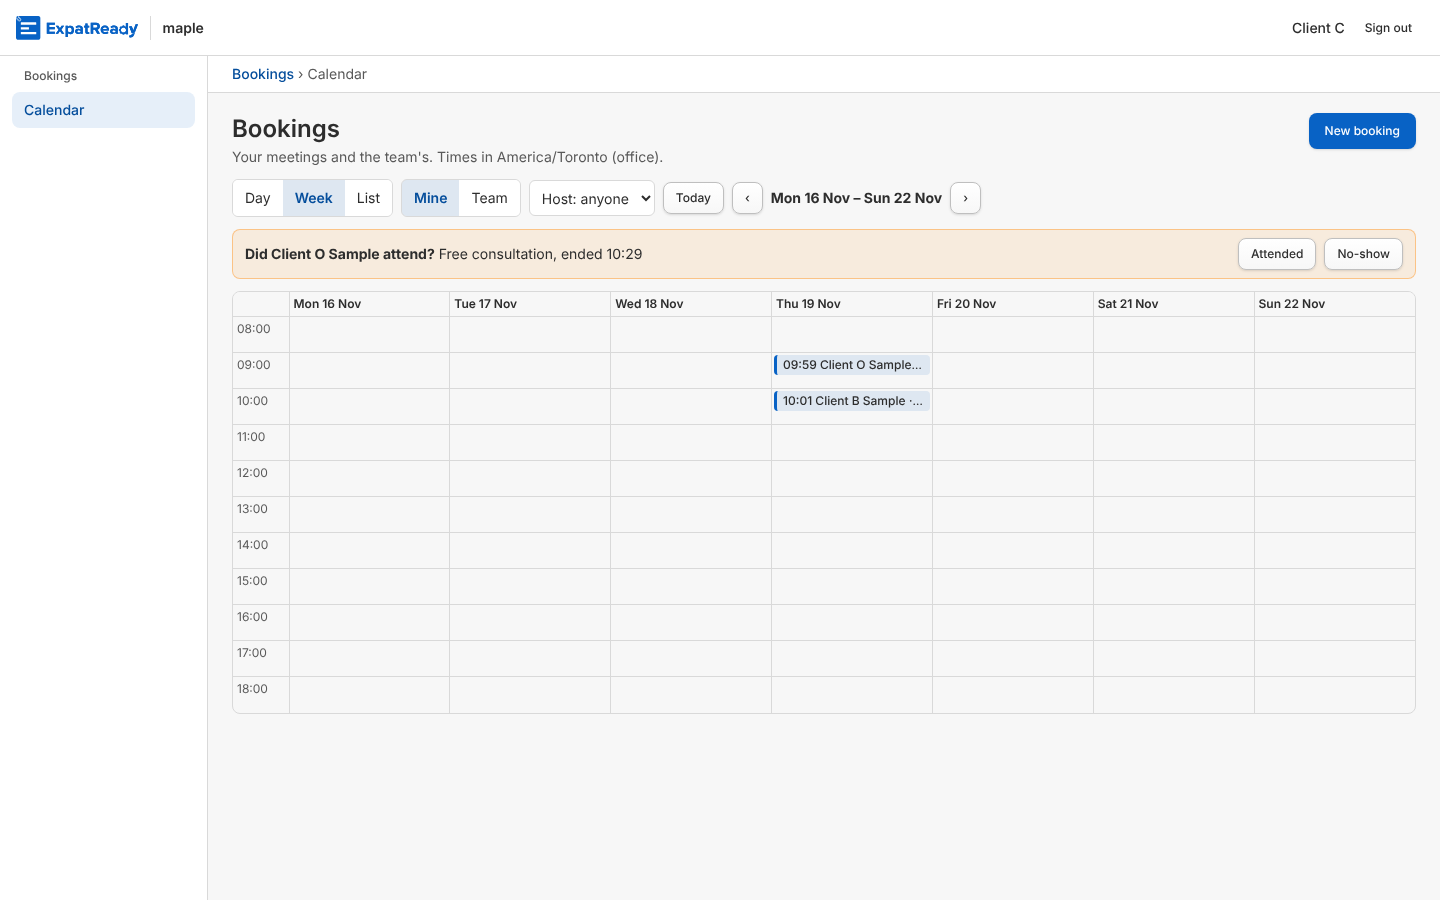 ExpatReady maple Client C Sign out
Bookings
Calendar
Bookings › Calendar
Bookings
New booking
Your meetings and the team's. Times in America/Toronto (office).
Day Week List Mine Team Host: anyone Today ‹ Mon 16 Nov – Sun 22 Nov ›
Did Client O Sample attend? Free consultation, ended 10:29 Attended No-show
Mon 16 Nov Tue 17 Nov Wed 18 Nov Thu 19 Nov Fri 20 Nov Sat 21 Nov Sun 22 Nov
08:00
09:00 09:59 Client O Sample...
10:00 10:01 Client B Sample ·...
11:00
12:00
13:00
14:00
15:00
16:00
17:00
18:00